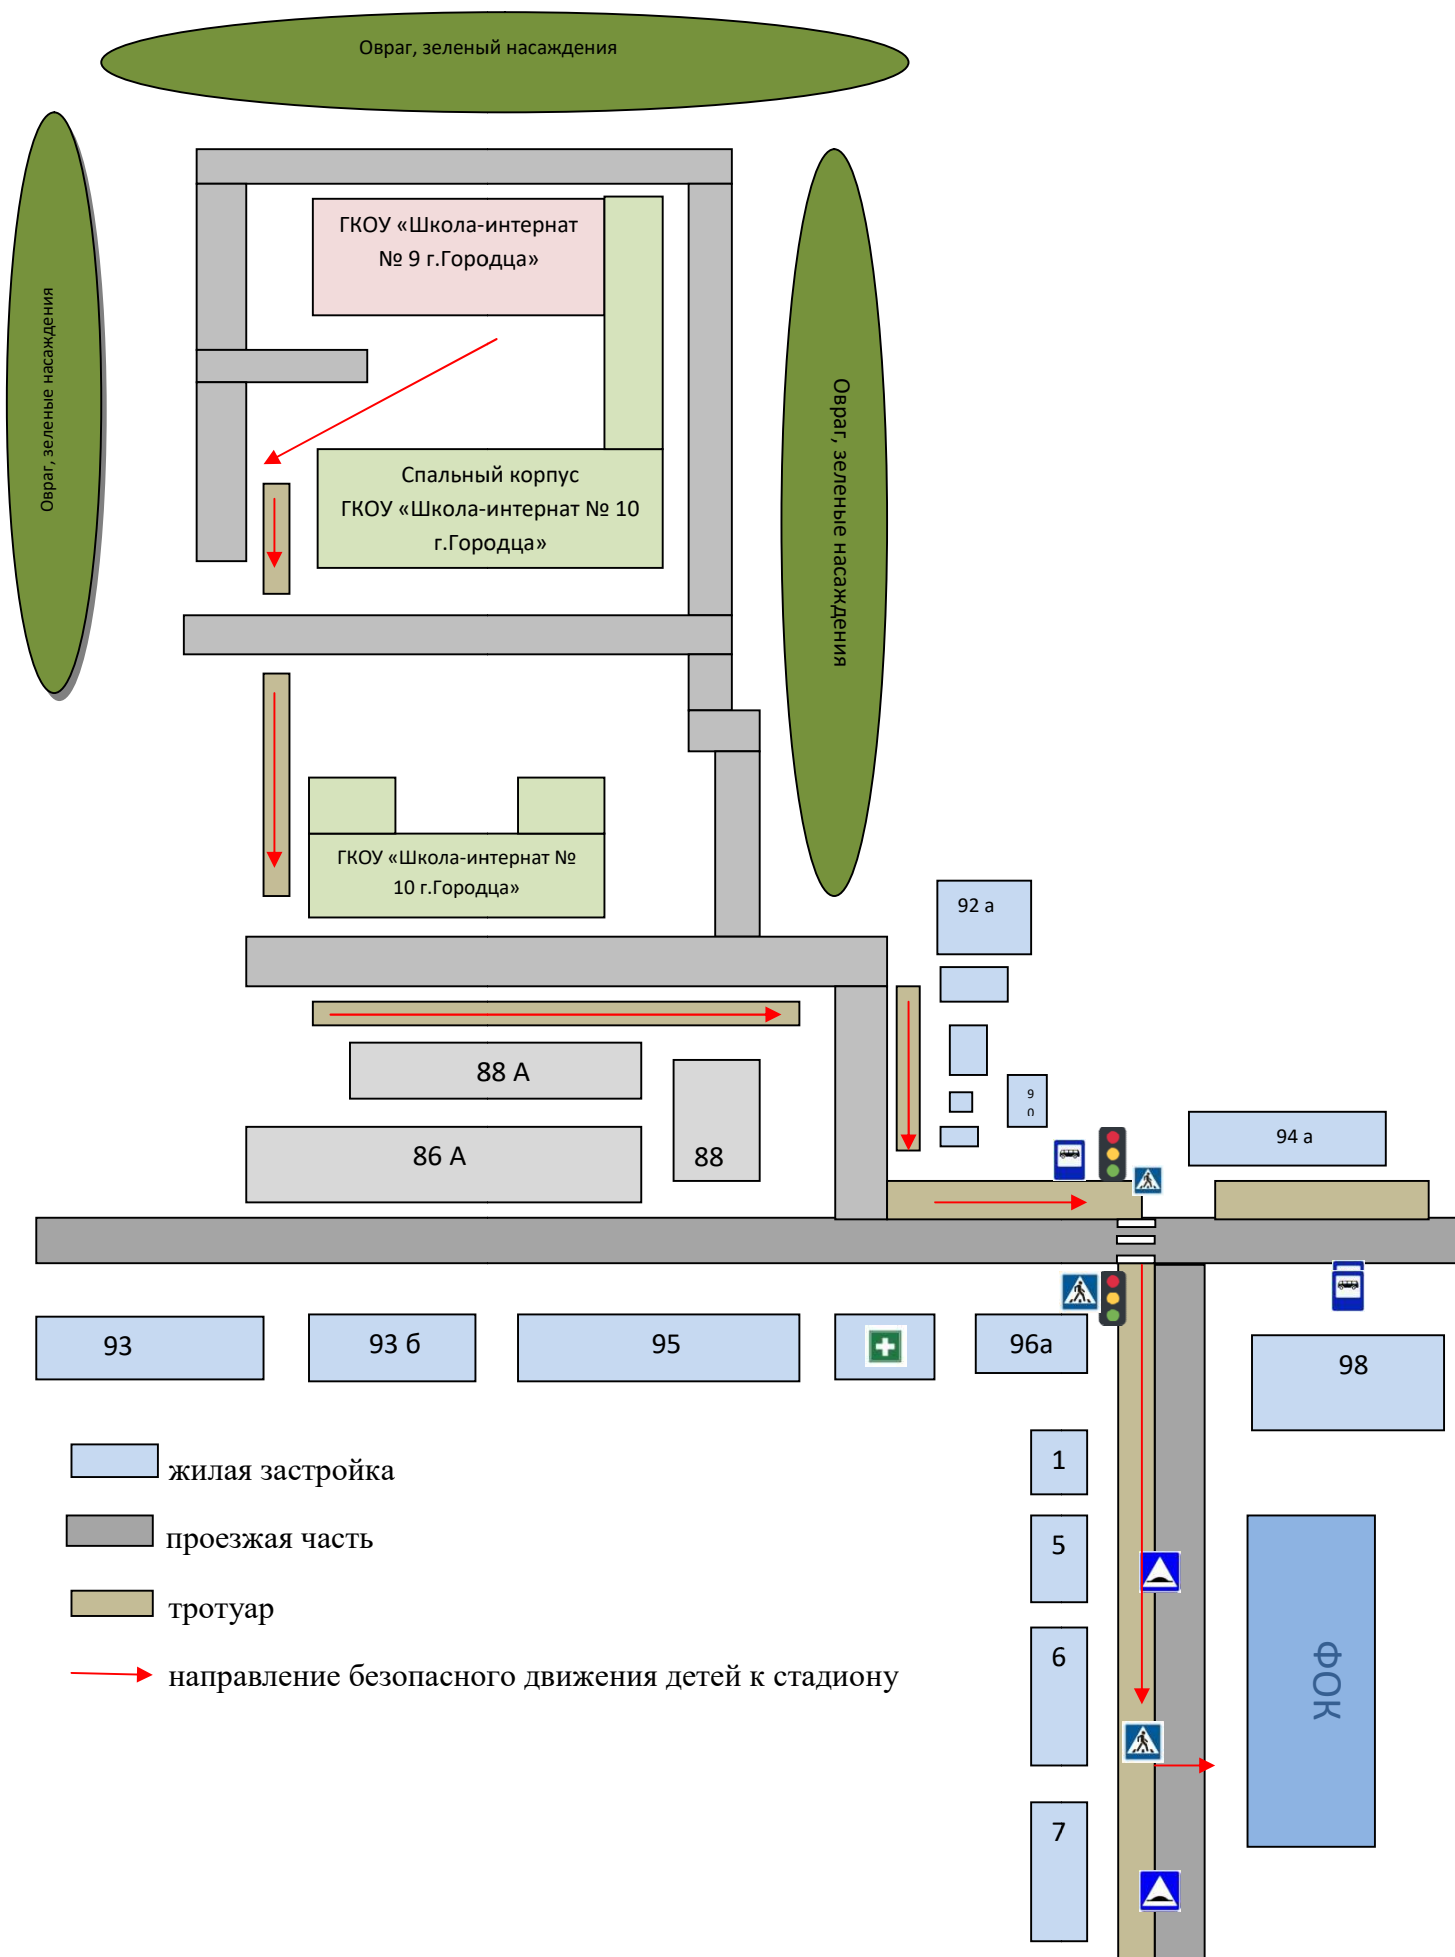 Овраг, зеленый насаждения
Овраг, зеленые насаждения
ГКОУ «Школа-интернат
№ 9 г.Городца»
Овраг, зеленые насаждения
Спальный корпус
ГКОУ «Школа-интернат № 10
г.Городца»
ГКОУ «Школа-интернат №
10 г.Городца»
92 а
88 А
9
0
86 А
88
94 а
93
93 б
95
96а
98
1
жилая застройка
5
проезжая часть
тротуар
6
ФОК
направление безопасного движения детей к стадиону
7